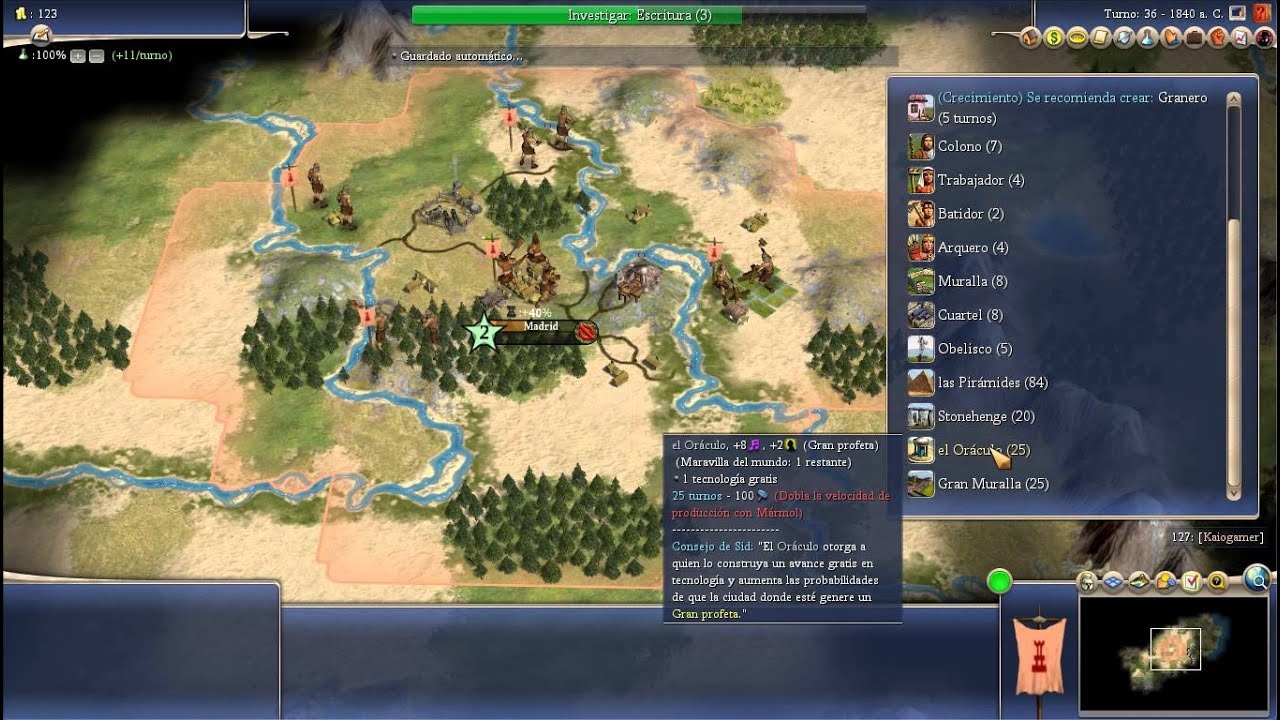 : 123
Investigar: Escritura (3)
Turno: 36 - 1840 a. C.
:100% (+11/turno)
* Guardado automático...
(Crecimiento) Se recomienda crear: Granero
(5 turnos)
Colono (7)
Trabajador (4)
Batidor (2)
Arquero (4)
Muralla (8)
Cuartel (8)
Obelisco (5)
las Pirámides (84)
Stonehenge (20)
el Oráculo (25)
Gran Muralla (25)
:+40%
2 Madrid
el Oráculo, +8, +2 (Gran profeta)
(Maravilla del mundo: 1 restante)
* 1 tecnología gratis
25 turnos - 100 (Dobla la velocidad de
producción con Mármol)
-----------------------
Consejo de Sid: "El Oráculo otorga a
quien lo construya un avance gratis en
tecnología y aumenta las probabilidades
de que la ciudad donde esté genere un
Gran profeta."
127: [Kaiogamer]